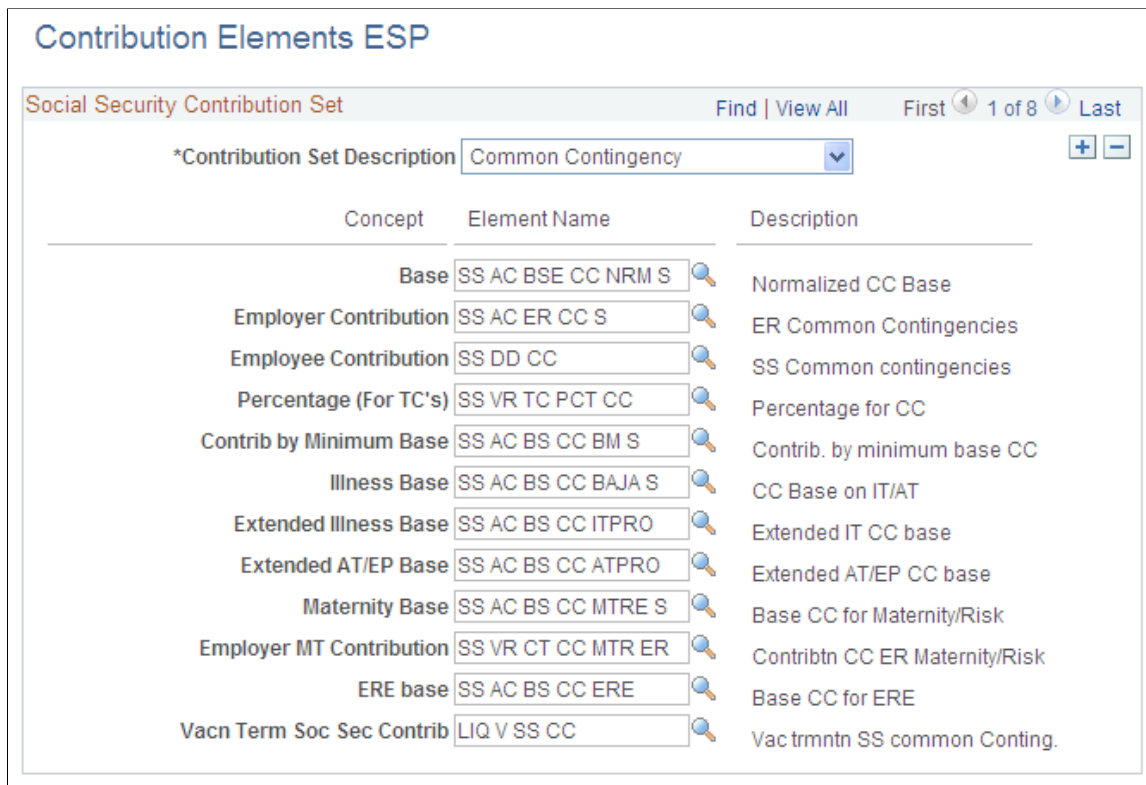 Contribution Elements ESP
Social Security Contribution Set Find | View All First 1 of 8 Last
*Contribution Set Description Common Contingency
Concept Element Name Description
Base SS AC BSE CC NRM S Normalized CC Base
Employer Contribution SS AC ER CC S ER Common Contingencies
Employee Contribution SS DD CC SS Common contingencies
Percentage (For TC's) SS VR TC PCT CC Percentage for CC
Contrib by Minimum Base SS AC BS CC BM S Contrib. by minimum base CC
Illness Base SS AC BS CC BAJA S CC Base on IT/AT
Extended Illness Base SS AC BS CC ITPRO Extended IT CC base
Extended AT/EP Base SS AC BS CC ATPRO Extended AT/EP CC base
Maternity Base SS AC BS CC MTRE S Base CC for Maternity/Risk
Employer MT Contribution SS VR CT CC MTR ER Contribtn CC ER Maternity/Risk
ERE base SS AC BS CC ERE Base CC for ERE
Vacn Term Soc Sec Contrib LIQ V SS CC Vac trmntn SS common Conting.